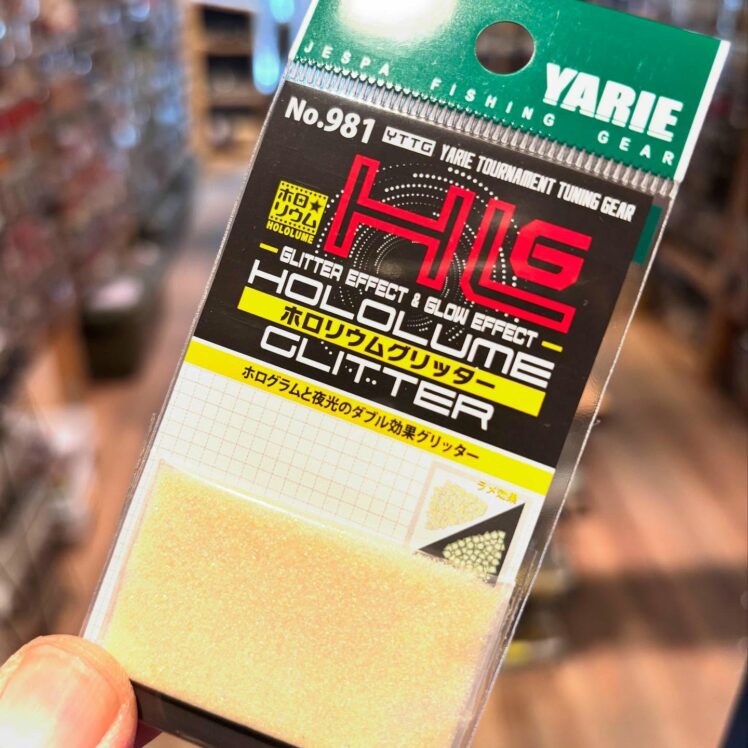 YARIE
JESPA FISHING GEAR
No.981 YTTG YARIE TOURNAMENT TUNING GEAR
ホロ★
リウム
HOLOLUME
HLG
GLITTER EFFECT & GLOW EFFECT
HOLOLUME
ホロリウムグリッター
GLITTER
ホログラムと夜光のダブル効果グリッター
ラメ効果